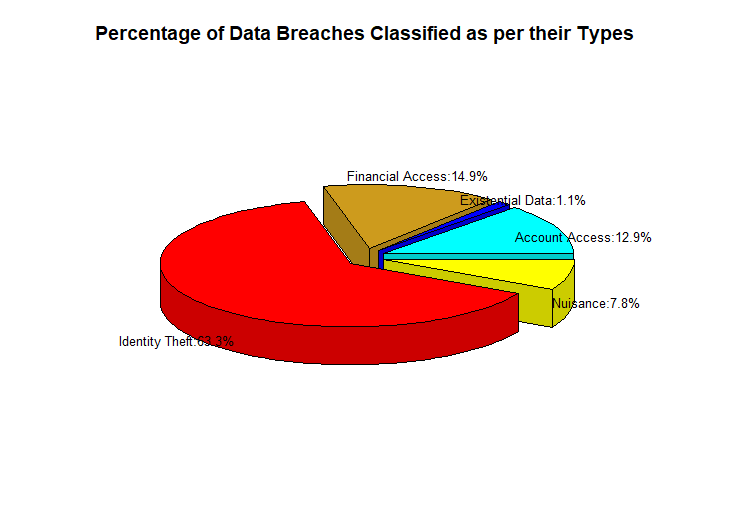 Percentage of Data Breaches Classified as per their Types
Financial Access:14.9%
Existential Data:1.1%
Account Access:12.9%
Nuisance:7.8%
Identity Theft:63.3%